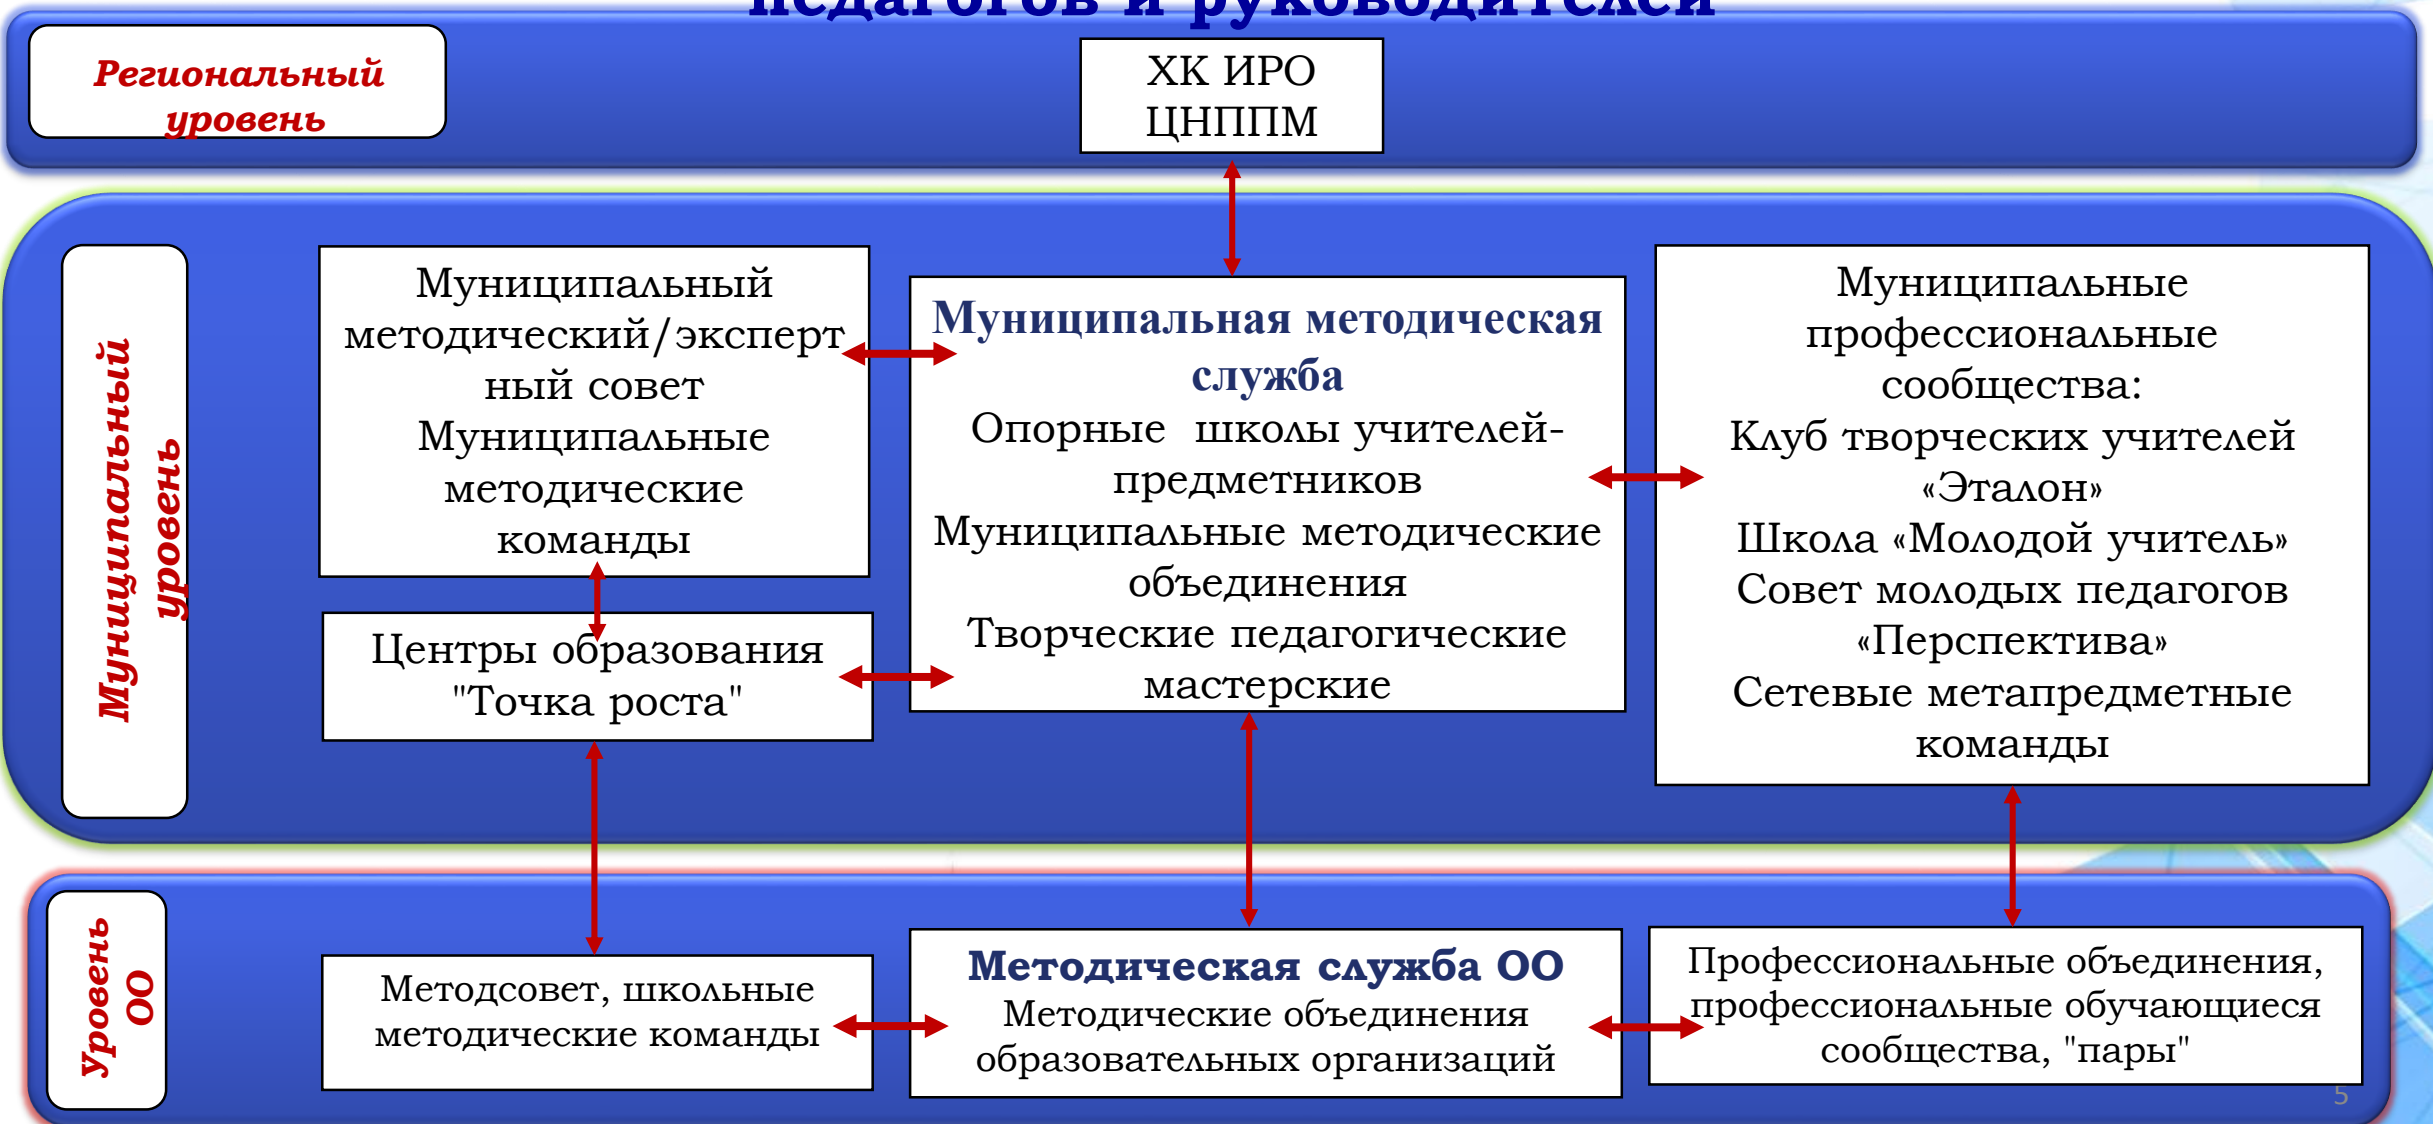 педагогов и руководителей
Региональный
уровень
ХК ИРО
ЦНППМ
Муниципальный
уровень
Муниципальный
методический/эксперт
ный совет
Муниципальные
методические
команды
Центры образования
"Точка роста"
Муниципальная методическая
служба
Опорные  школы учителей-
предметников
Муниципальные методические
объединения
Творческие педагогические
мастерские
Муниципальные
профессиональные
сообщества:
Клуб творческих учителей
«Эталон»
Школа «Молодой учитель»
Совет молодых педагогов
«Перспектива»
Сетевые метапредметные
команды
Уровень
ОО
Методсовет, школьные
методические команды
Методическая служба ОО
Методические объединения
образовательных организаций
Профессиональные объединения,
профессиональные обучающиеся
сообщества, "пары"
5